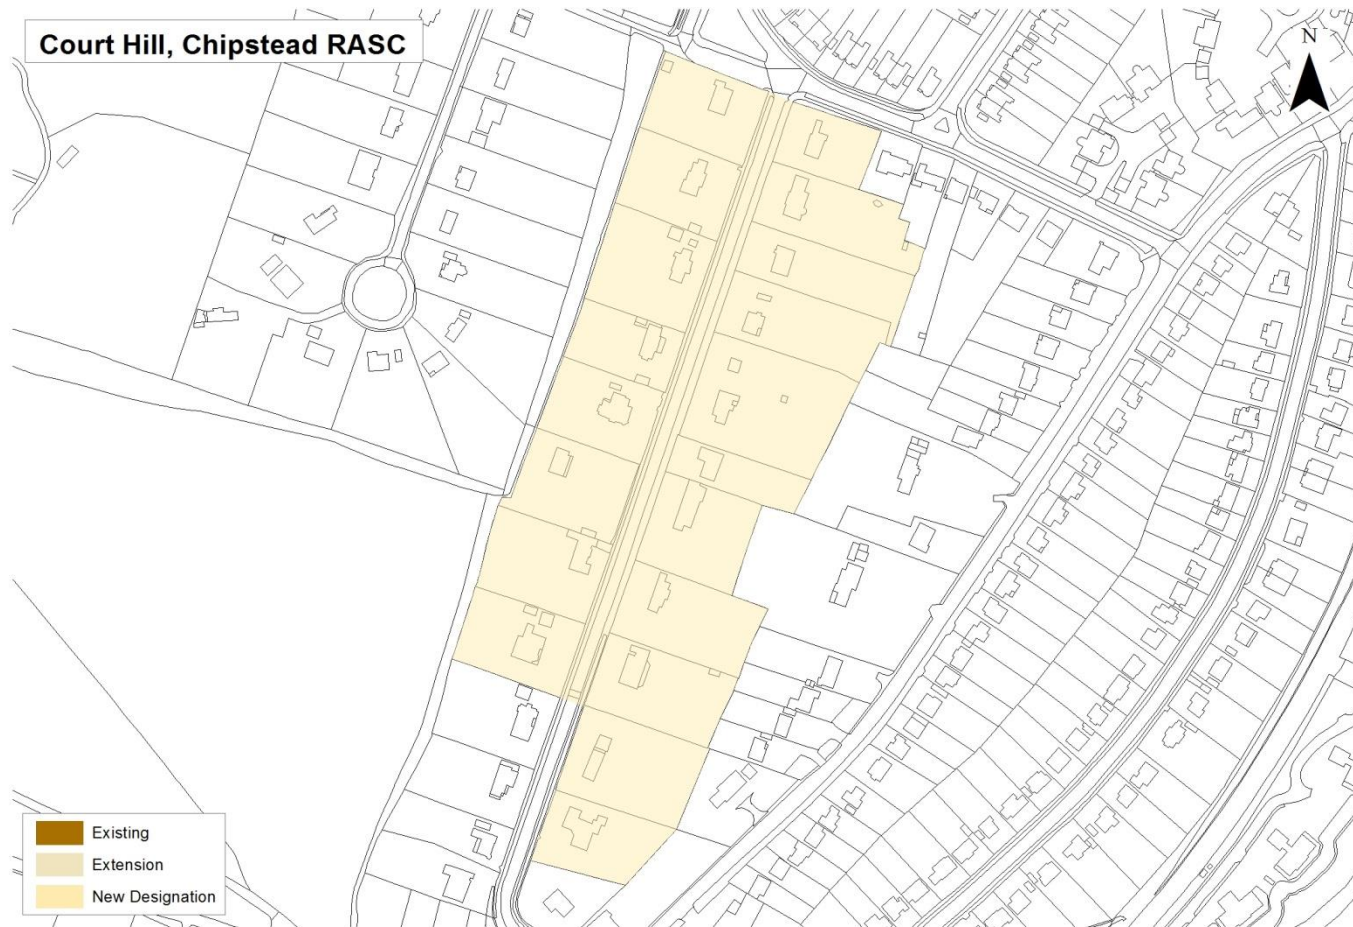 Court Hill, Chipstead RASC
N
Existing
Extension
New Designation